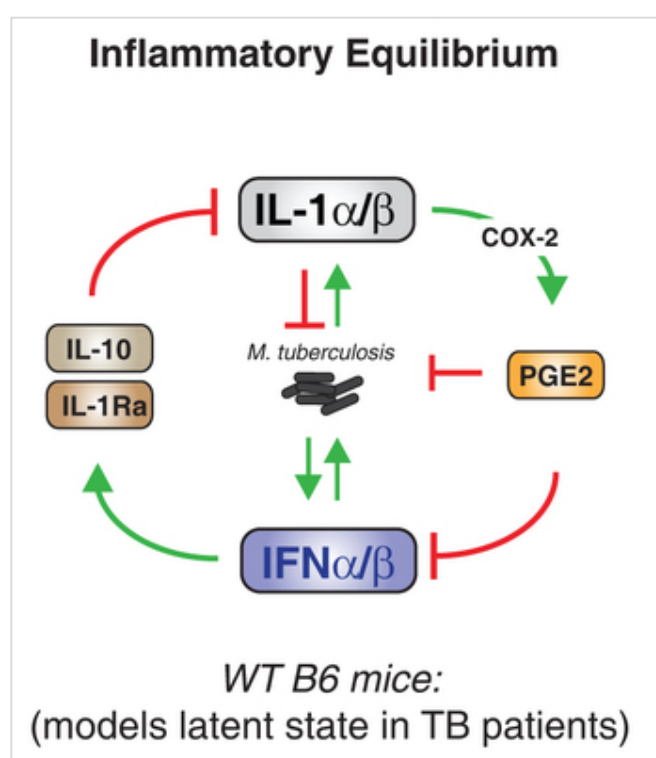 Inflammatory Equilibrium
IL-1α/β
COX-2
IL-10
IL-1Ra
M. tuberculosis
PGE2
IFNα/β
WT B6 mice:
(models latent state in TB patients)